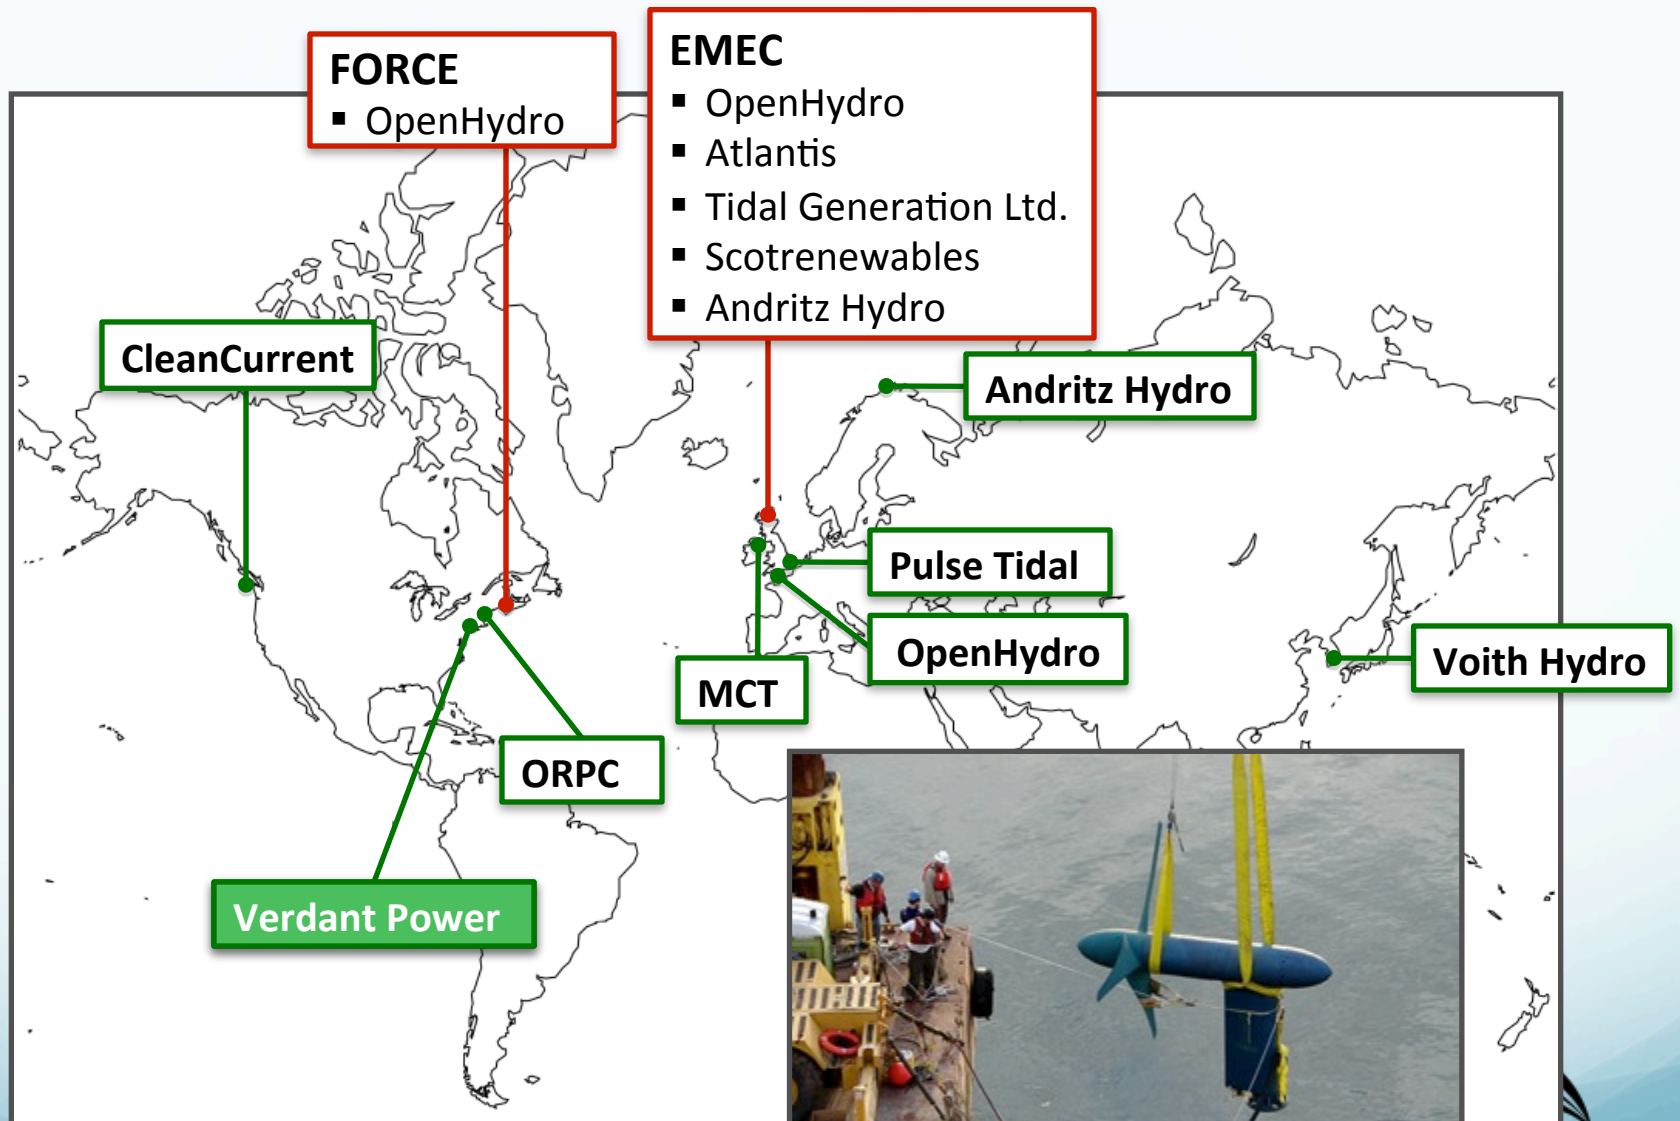 FORCE
▪ OpenHydro
EMEC
▪ OpenHydro
▪ Atlantis
▪ Tidal Generation Ltd.
▪ Scotrenewables
▪ Andritz Hydro
CleanCurrent
Andritz Hydro
Pulse Tidal
OpenHydro
MCT
Voith Hydro
ORPC
Verdant Power